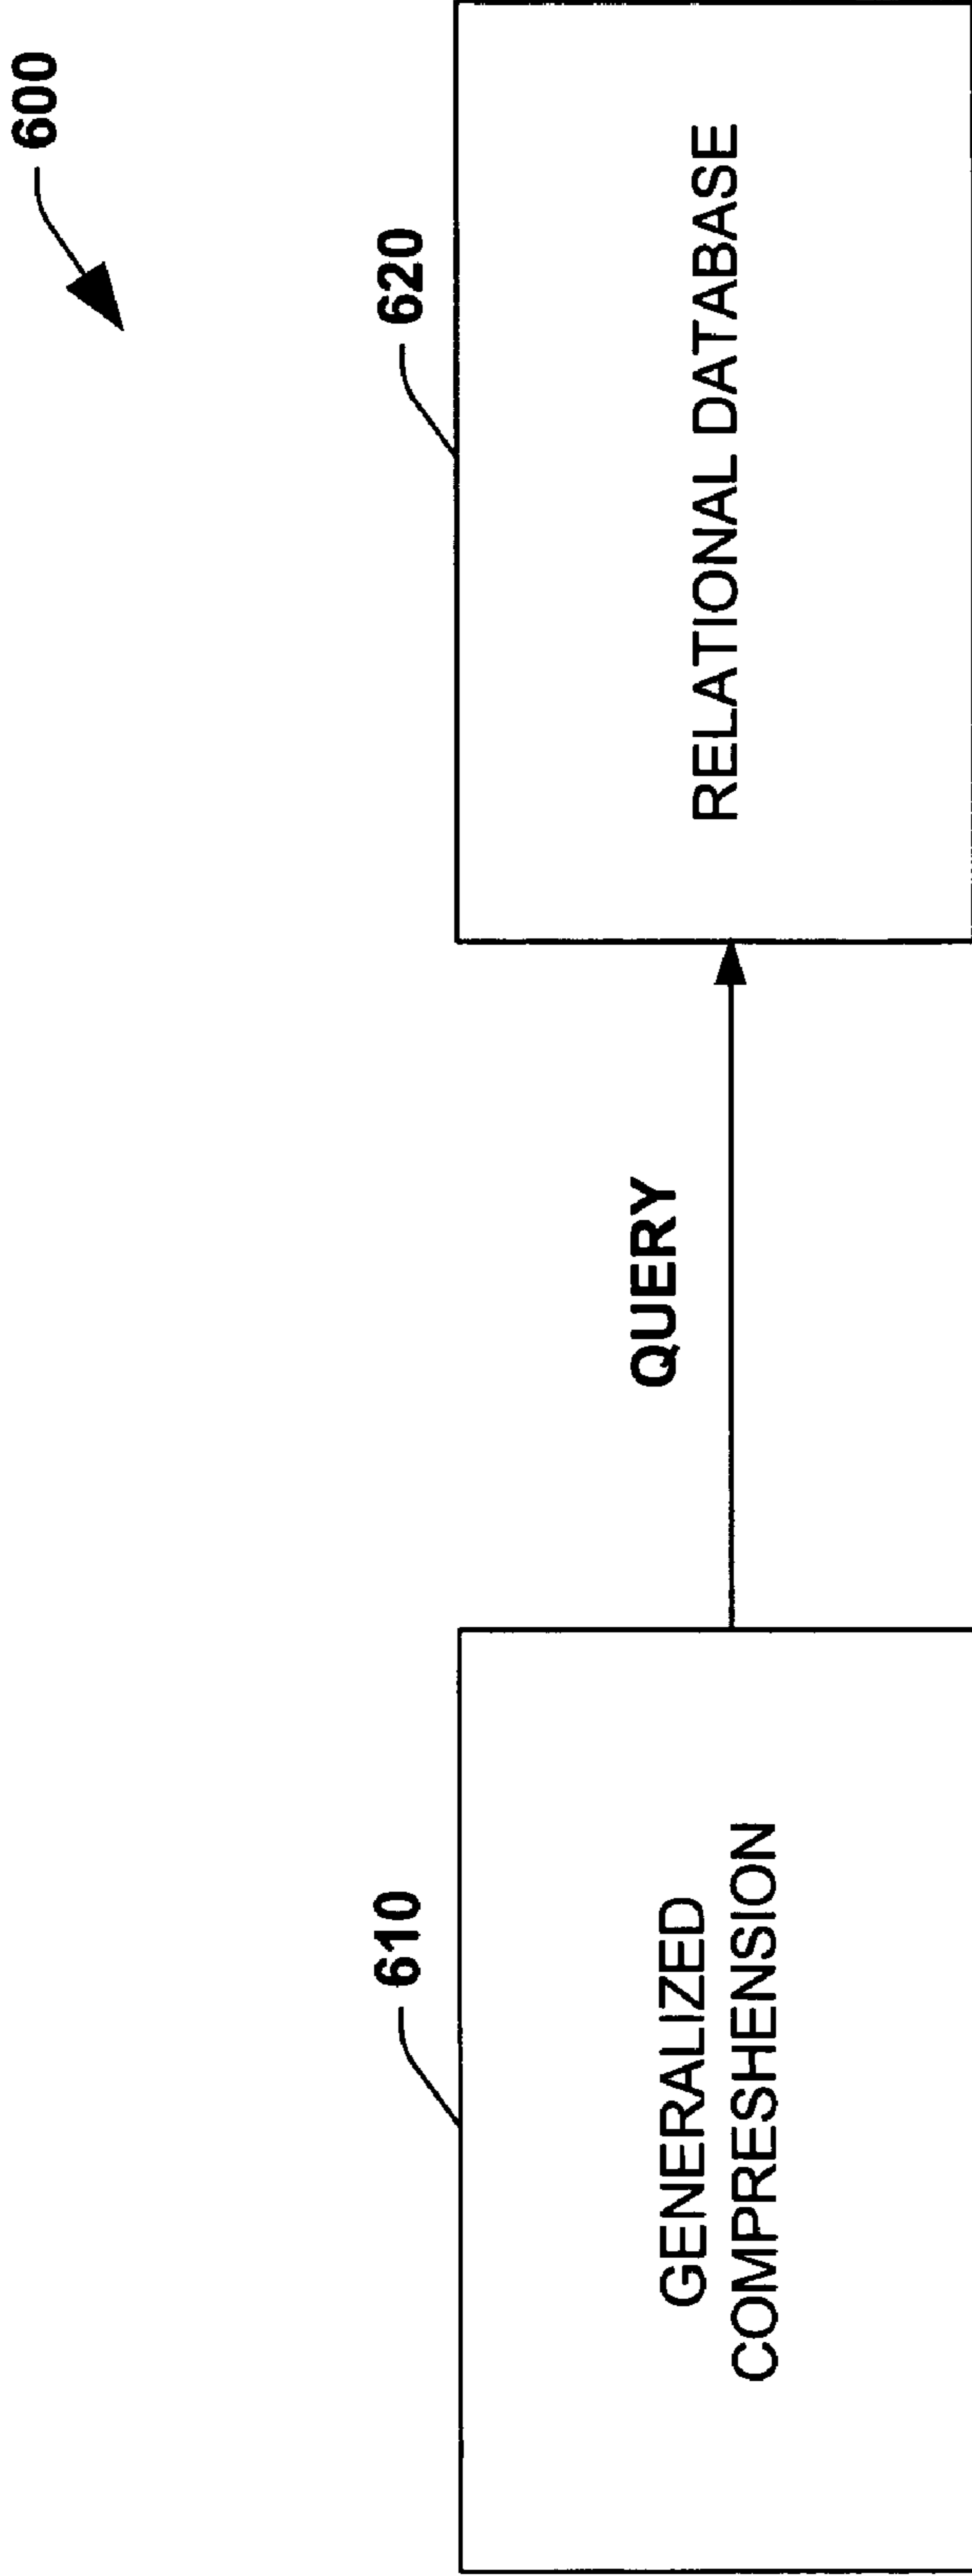 600
610
GENERALIZED
COMPRESHENSION
QUERY
620
RELATIONAL DATABASE